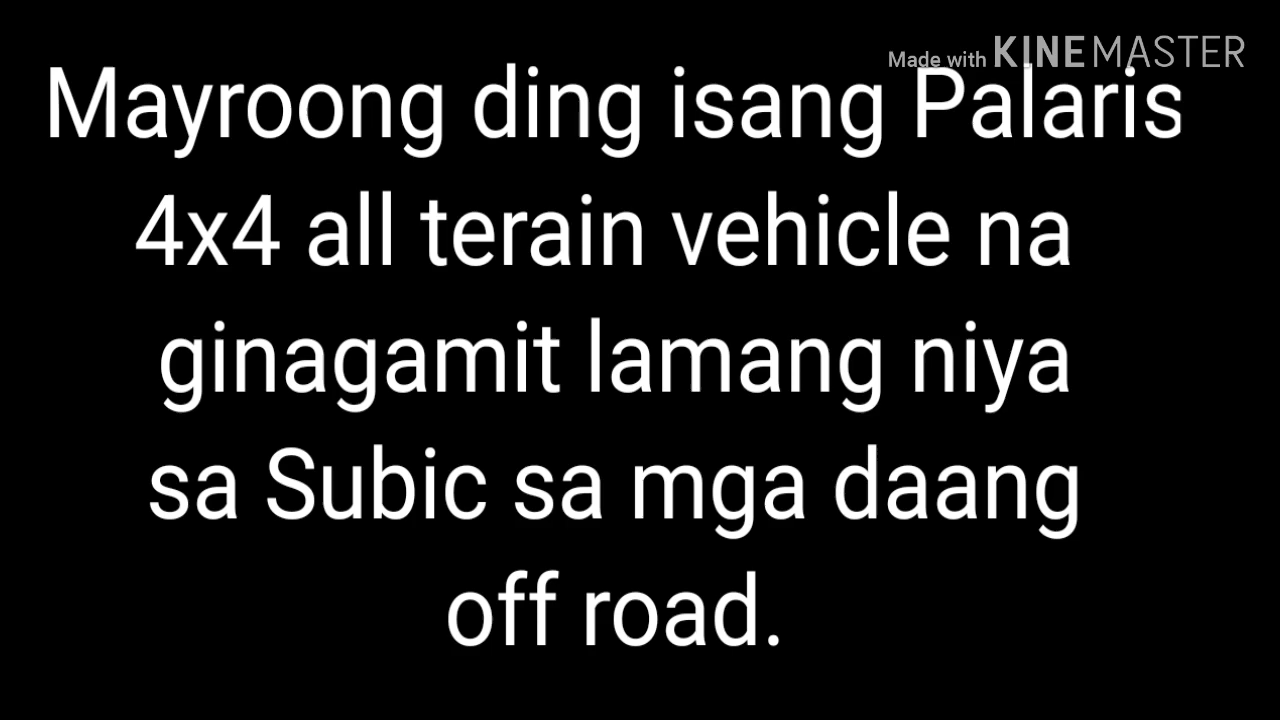 Made with KINEMASTER
Mayroong ding isang Palaris
4x4 all terain vehicle na
ginagamit lamang niya
sa Subic sa mga daang
off road.